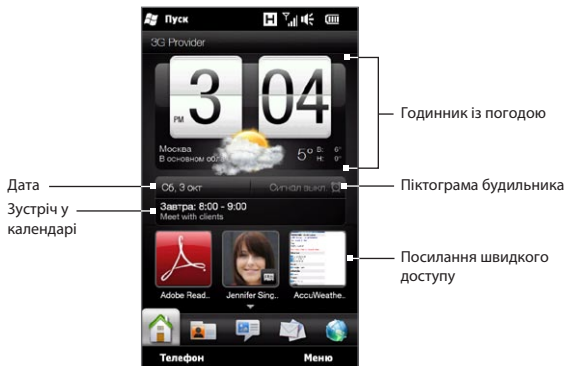 Пуск
H
3G Provider
3 04
PM
Годинник із погодою
Москва
В основном обл
5° В: 6°
Н: 0°
Дата
Сб, 3 окт
Сигнал выкл.
Піктограма будильника
Зустріч у
календарі
Завтра: 8:00 - 9:00
Meet with clients
Посилання швидкого
доступу
Adobe Read..
Jennifer Sing..
AccuWeathe..
Телефон
Меню